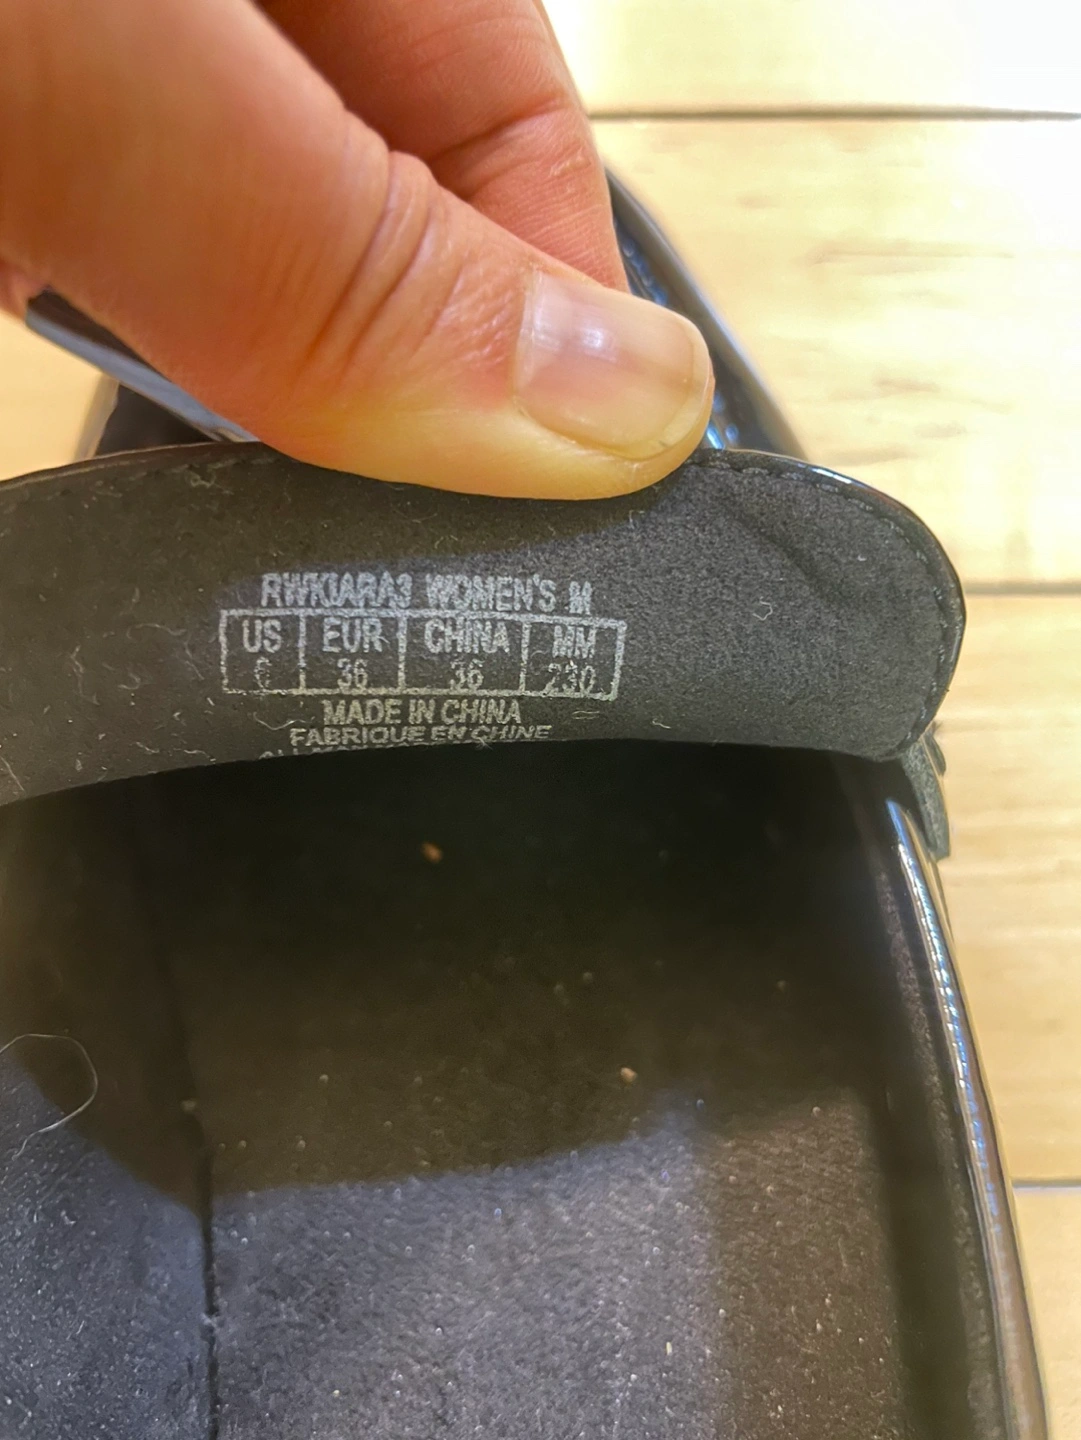 RWKIARA3 WOMEN'S M
US EUR CHINA MM
6 36 36 230
MADE IN CHINA
FABRIQUE EN CHINE